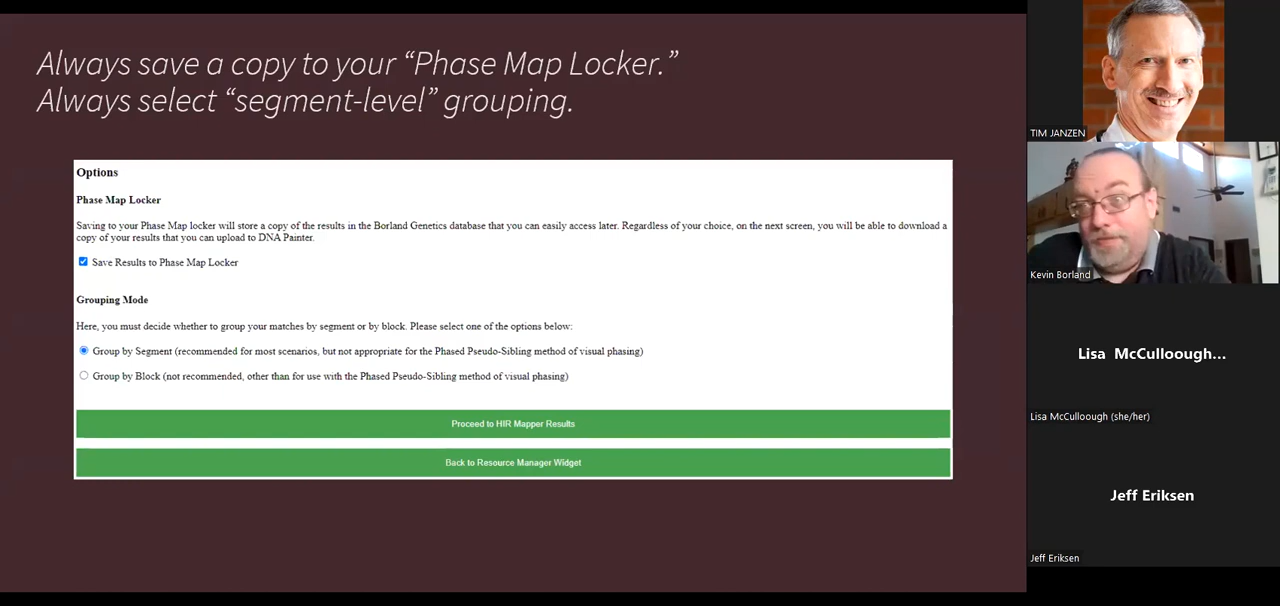 Always save a copy to your “Phase Map Locker.”
Always select “segment-level” grouping.
Options
Phase Map Locker
Saving to your Phase Map locker will store a copy of the results in the Borland Genetics database that you can easily access later. Regardless of your choice, on the next screen, you will be able to download a
copy of your results that you can upload to DNA Painter.
Save Results to Phase Map Locker
Grouping Mode
Here, you must decide whether to group your matches by segment or by block. Please select one of the options below:
Group by Segment (recommended for most scenarios, but not appropriate for the Phased Pseudo-Sibling method of visual phasing)
Group by Block (not recommended, other than for use with the Phased Pseudo-Sibling method of visual phasing)
Proceed to HIR Mapper Results
Back to Resource Manager Widget
TIM JANZEN
Kevin Borland
Lisa McCulloough...
Lisa McCulloough (she/her)
Jeff Eriksen
Jeff Eriksen